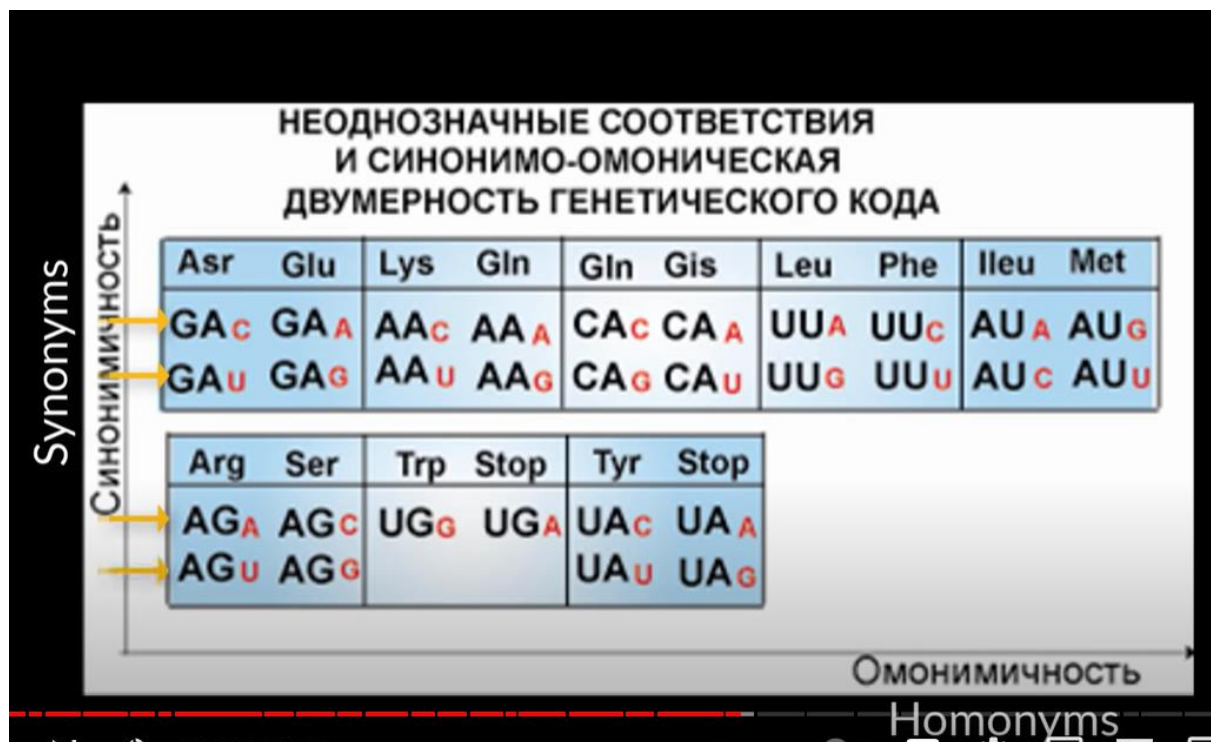 НЕОДНОЗНАЧНЫЕ СООТВЕТСТВИЯ
И СИНОНИМО-ОМОНИЧЕСКАЯ
ДВУМЕРНОСТЬ ГЕНЕТИЧЕСКОГО КОДА
Synonyms
Синонимичность
Asr Glu Lys Gln Gln Gis Leu Phe Ileu Met
GAC GAA AAC AAA CAC CAA UUA UUC AUA AUG
GAU GAG AAU AAG CAG CAU UUG UUU AUC AUU
Arg Ser Trp Stop Tyr Stop
AGA AGC UGG UGA UAC UAA
AGU AGG UAU UAG
Омонимичность
Homonyms